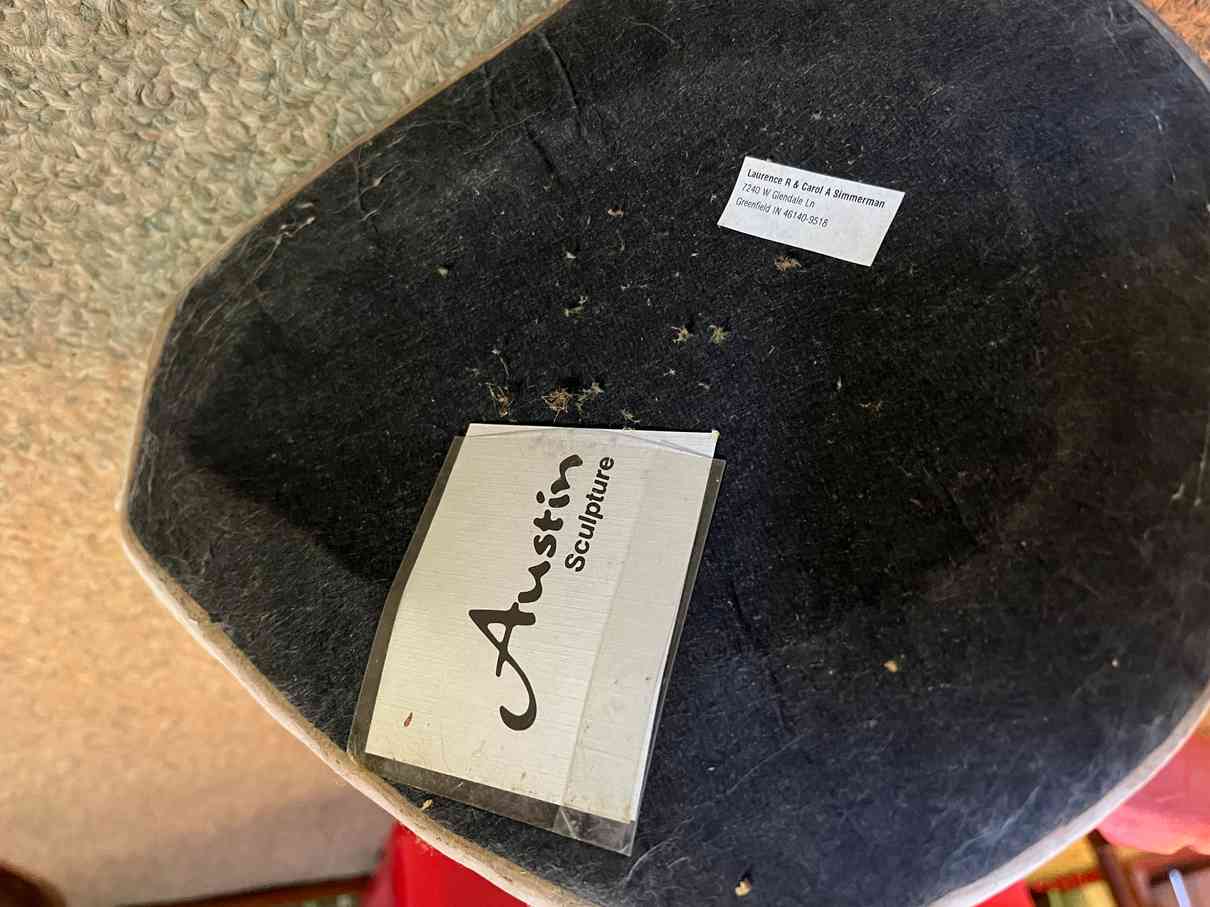 Laurence R & Carol A Simmerman
7240 W Glendale Ln
Greenfield IN 46140-9518
Austin
Sculpture